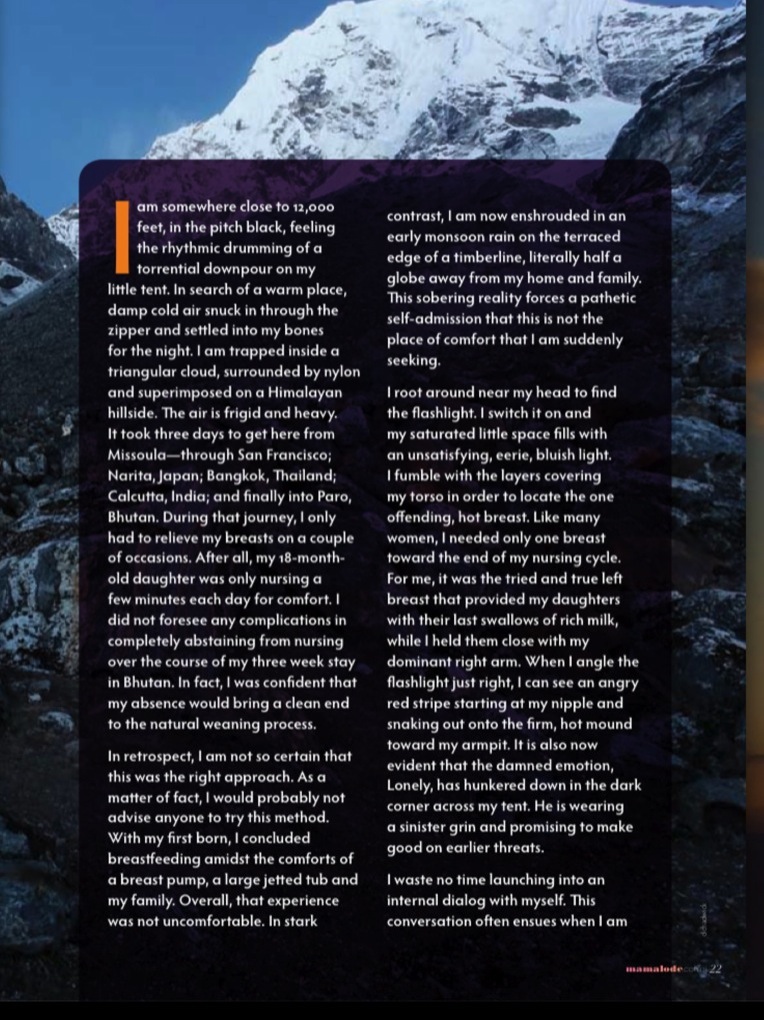 I am somewhere close to 12,000
feet, in the pitch black, feeling
the rhythmic drumming of a
torrential downpour on my
little tent. In search of a warm place,
damp cold air snuck in through the
zipper and settled into my bones
for the night. I am trapped inside a
triangular cloud, surrounded by nylon
and superimposed on a Himalayan
hillside. The air is frigid and heavy.
It took three days to get here from
Missoula—through San Francisco;
Narita, Japan; Bangkok, Thailand;
Calcutta, India; and finally into Paro,
Bhutan. During that journey, I only
had to relieve my breasts on a couple
of occasions. After all, my 18-month-
old daughter was only nursing a
few minutes each day for comfort. I
did not foresee any complications in
completely abstaining from nursing
over the course of my three week stay
in Bhutan. In fact, I was confident that
my absence would bring a clean end
to the natural weaning process.
In retrospect, I am not so certain that
this was the right approach. As a
matter of fact, I would probably not
advise anyone to try this method.
With my first born, I concluded
breastfeeding amidst the comforts of
a breast pump, a large jetted tub and
my family. Overall, that experience
was not uncomfortable. In stark
contrast, I am now enshrouded in an
early monsoon rain on the terraced
edge of a timberline, literally half a
globe away from my home and family.
This sobering reality forces a pathetic
self-admission that this is not the
place of comfort that I am suddenly
seeking.
I root around near my head to find
the flashlight. I switch it on and
my saturated little space fills with
an unsatisfying, eerie, bluish light.
I fumble with the layers covering
my torso in order to locate the one
offending, hot breast. Like many
women, I needed only one breast
toward the end of my nursing cycle.
For me, it was the tried and true left
breast that provided my daughters
with their last swallows of rich milk,
while I held them close with my
dominant right arm. When I angle the
flashlight just right, I can see an angry
red stripe starting at my nipple and
snaking out onto the firm, hot mound
toward my armpit. It is also now
evident that the damned emotion,
Lonely, has hunkered down in the dark
corner across my tent. He is wearing
a sinister grin and promising to make
good on earlier threats.
I waste no time launching into an
internal dialog with myself. This
conversation often ensues when I am
mamalode.com 22